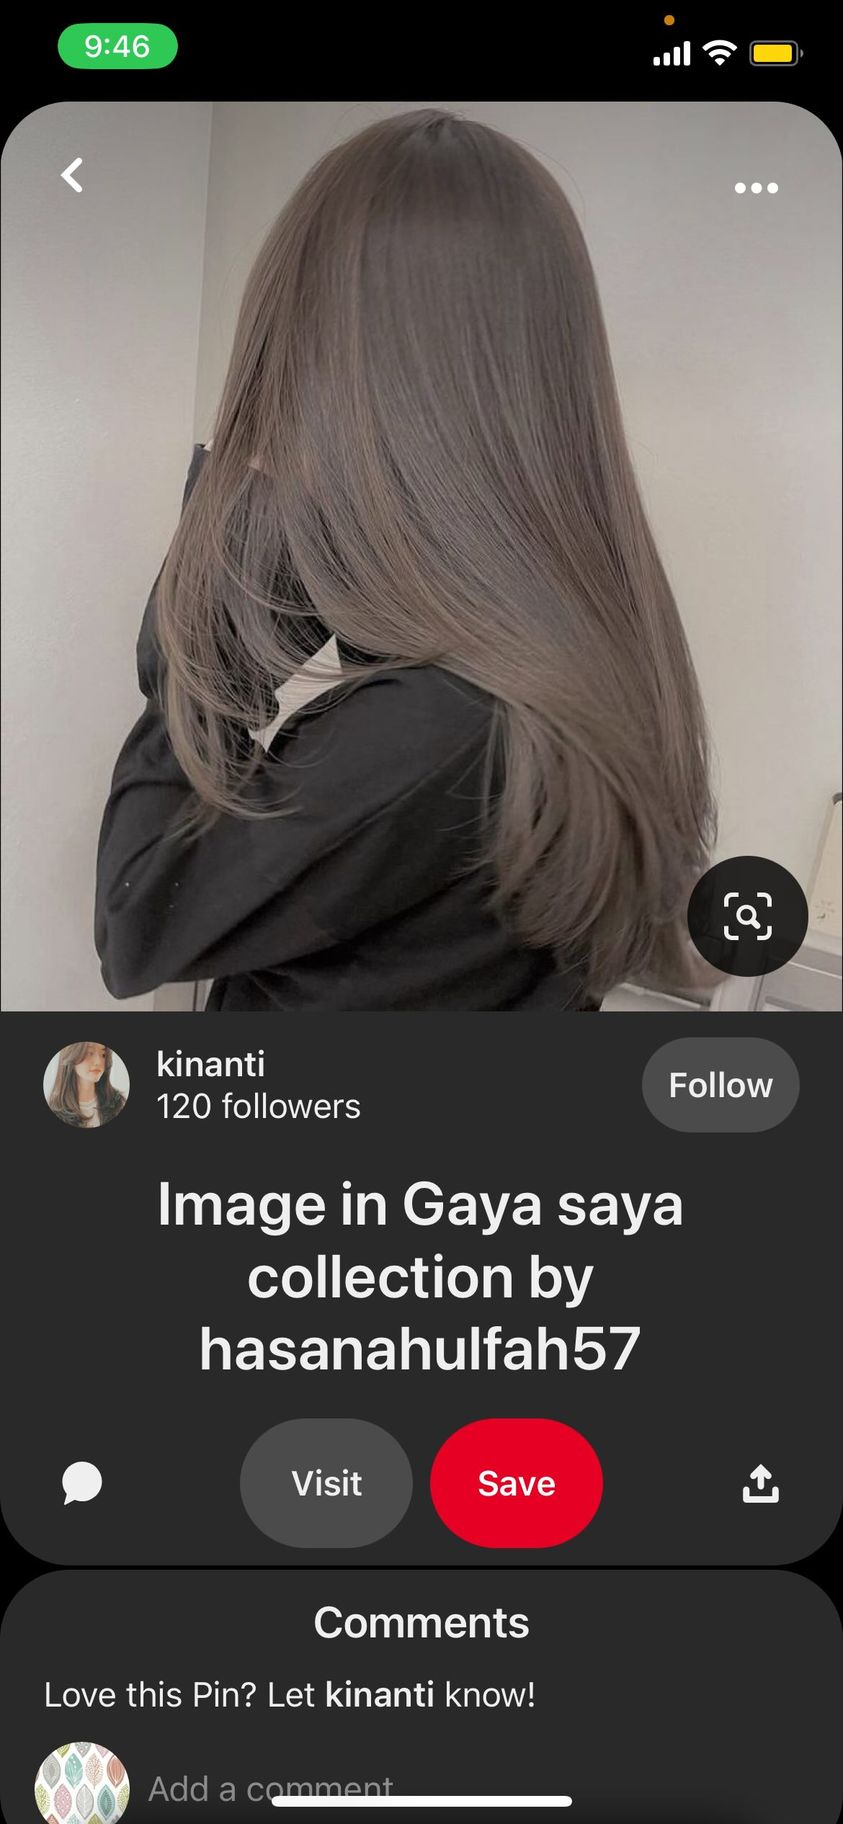 9:46
kinanti
120 followers
Follow
Image in Gaya saya
collection by
hasanahulfah57
Visit
Save
Comments
Love this Pin? Let kinanti know!
Add a comment